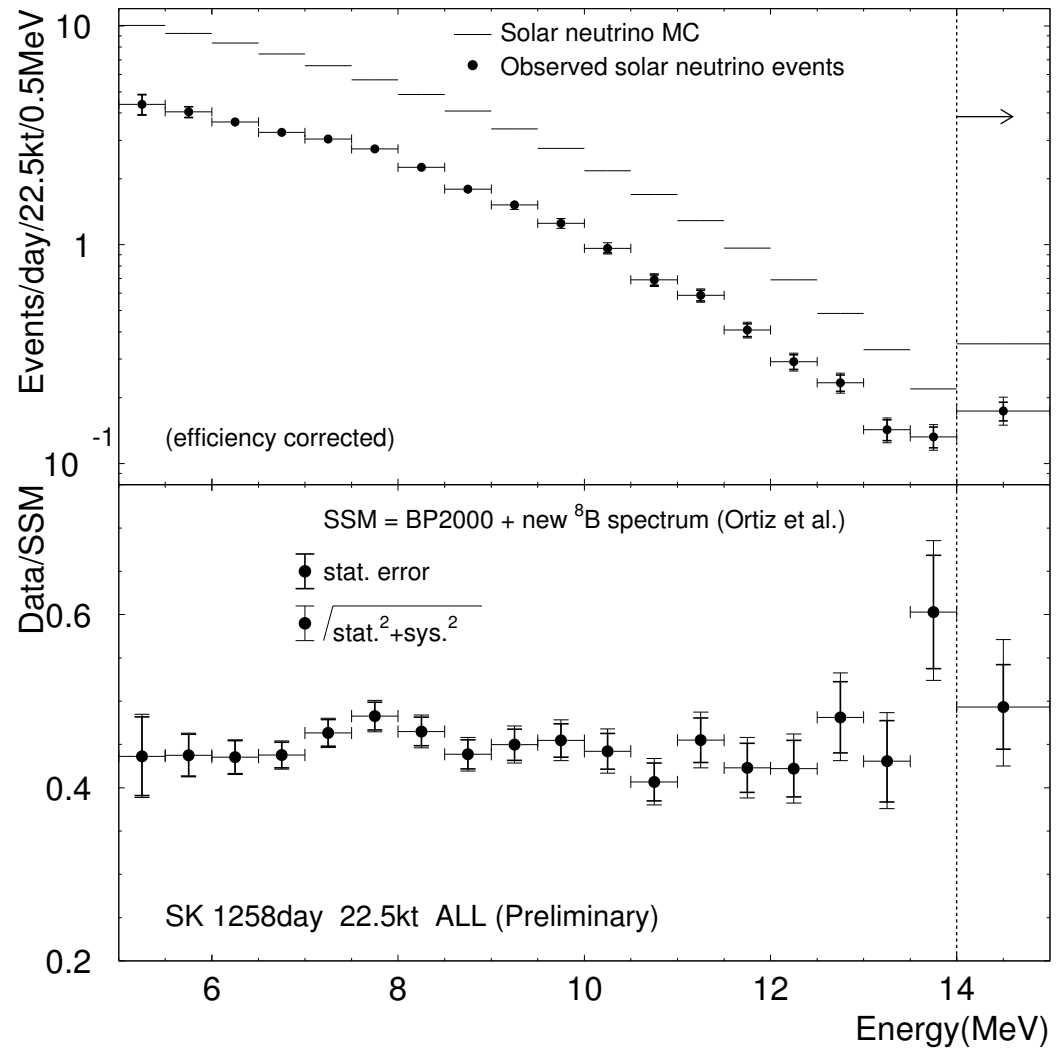 Events/day/22.5kt/0.5MeV
10
1
10 -1
Solar neutrino MC
Observed solar neutrino events
(efficiency corrected)
Data/SSM
0.6
0.4
0.2
SSM = BP2000 + new ⁸B spectrum (Ortiz et al.)
stat. error
√stat.²+sys.²
SK 1258day 22.5kt ALL (Preliminary)
6 8 10 12 14
Energy(MeV)